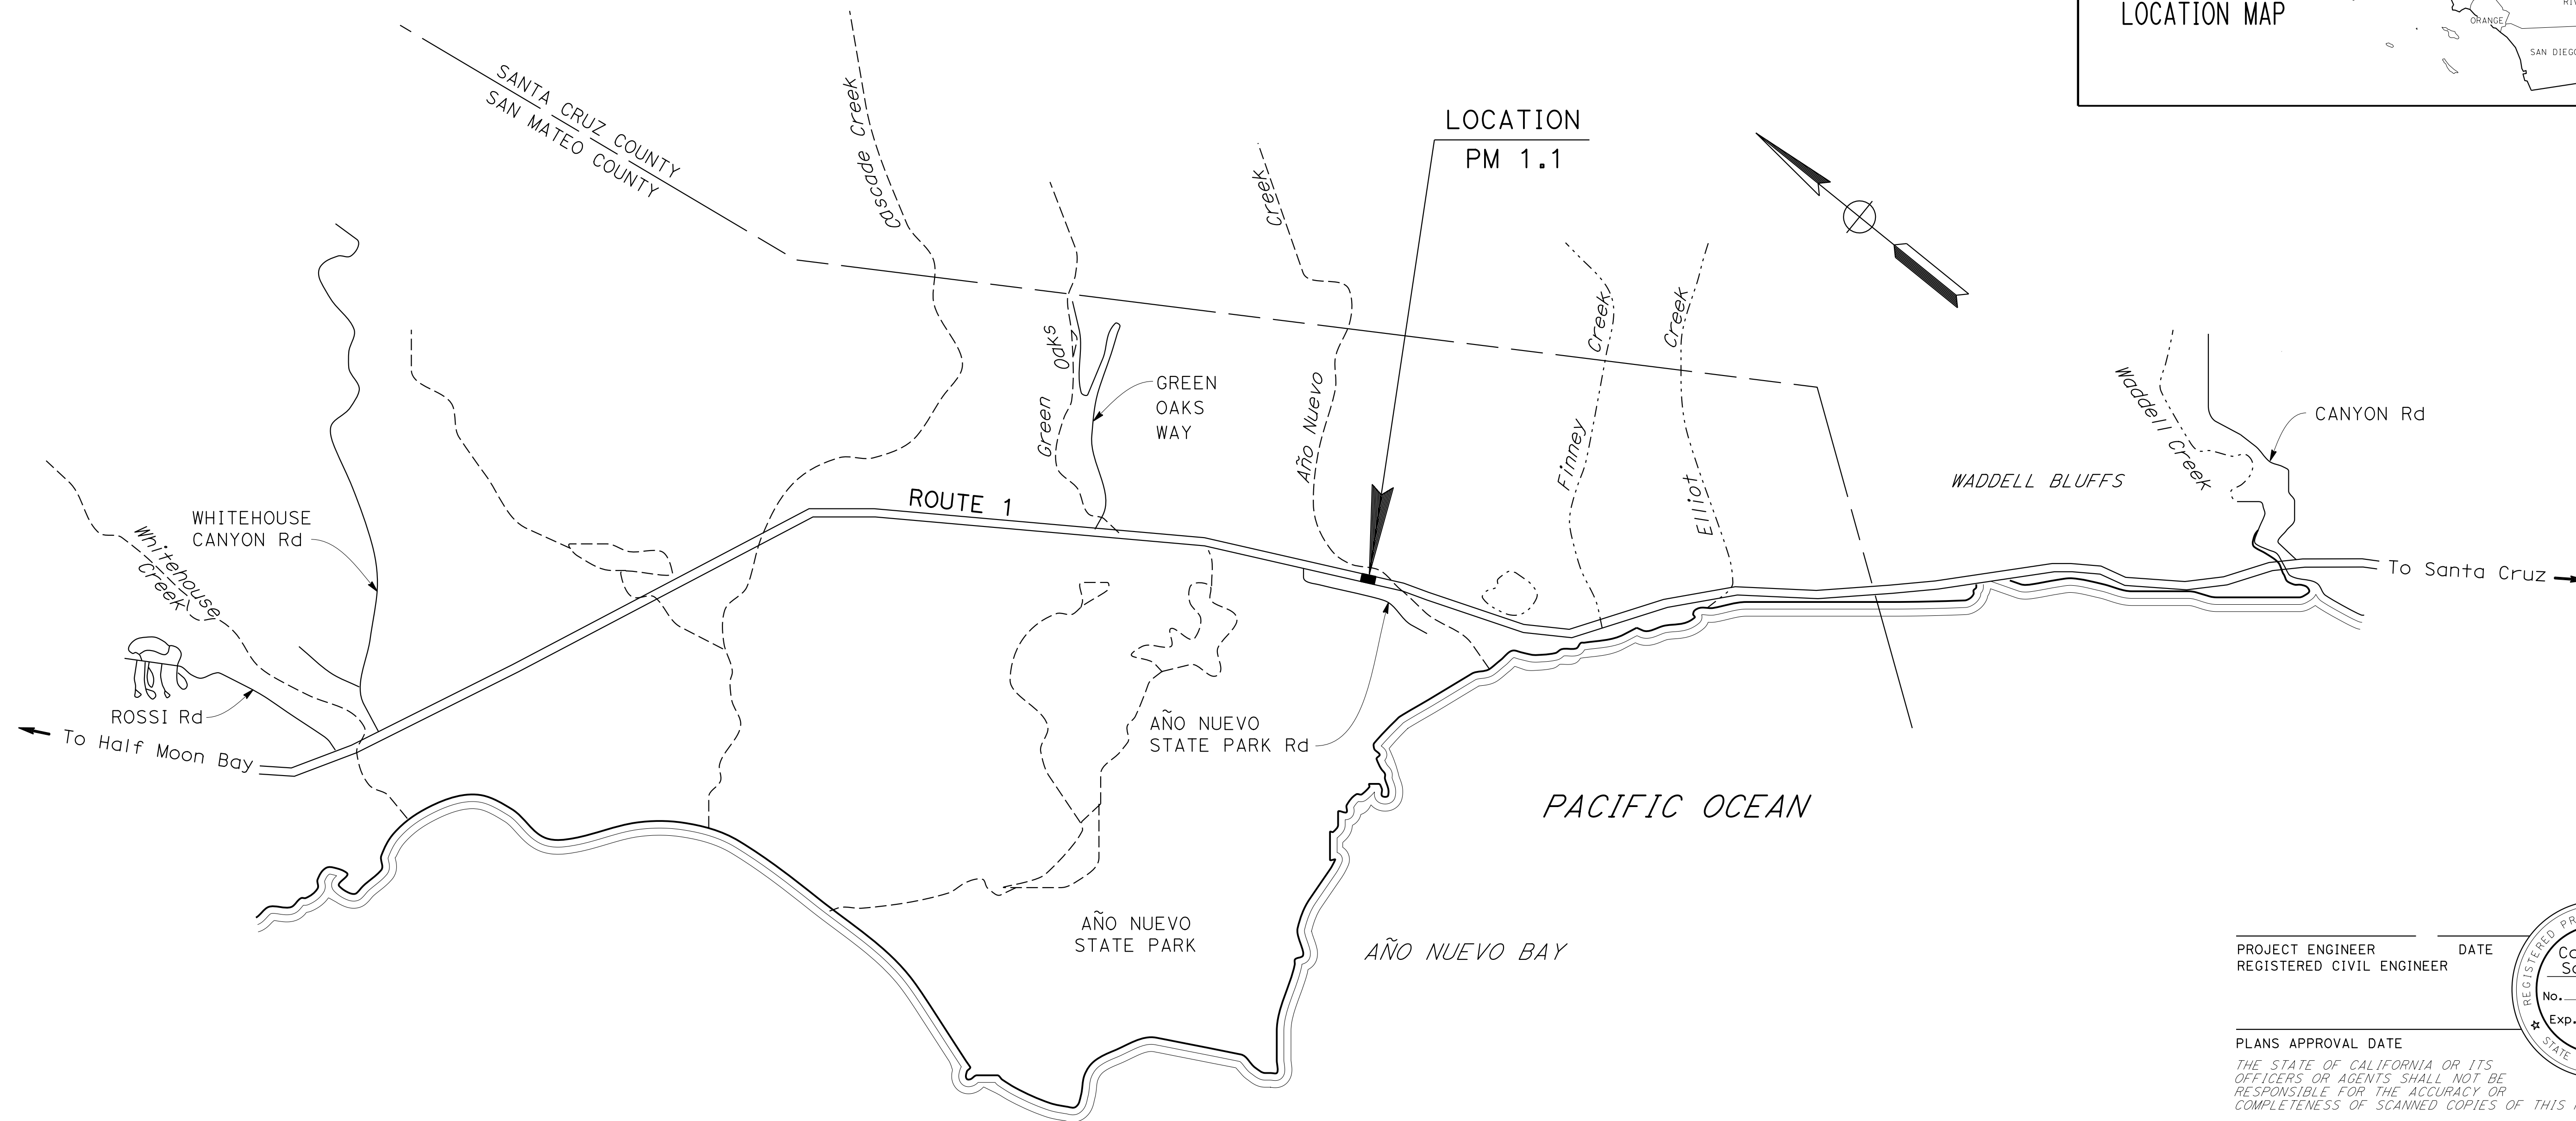 LOCATION MAP
ORANGE
SANTA CRUZ COUNTY
SAN MATEO COUNTY
Cascade Creek
LOCATION
PM 1.1
Creek
Año Nuevo
Green Oaks
GREEN
OAKS
WAY
Finney Creek
Elliot Creek
Waddell Creek
CANYON Rd
WADDELL BLUFFS
ROUTE 1
WHITEHOUSE
CANYON Rd
Whitehouse
Creek
ROSSI Rd
To Half Moon Bay
To Santa Cruz
AÑO NUEVO
STATE PARK Rd
PACIFIC OCEAN
AÑO NUEVO
STATE PARK
AÑO NUEVO BAY
PROJECT ENGINEER DATE
REGISTERED CIVIL ENGINEER
REGISTERED
No.
Exp.
STATE
PLANS APPROVAL DATE
THE STATE OF CALIFORNIA OR ITS
OFFICERS OR AGENTS SHALL NOT BE
RESPONSIBLE FOR THE ACCURACY OR
COMPLETENESS OF SCANNED COPIES OF THIS